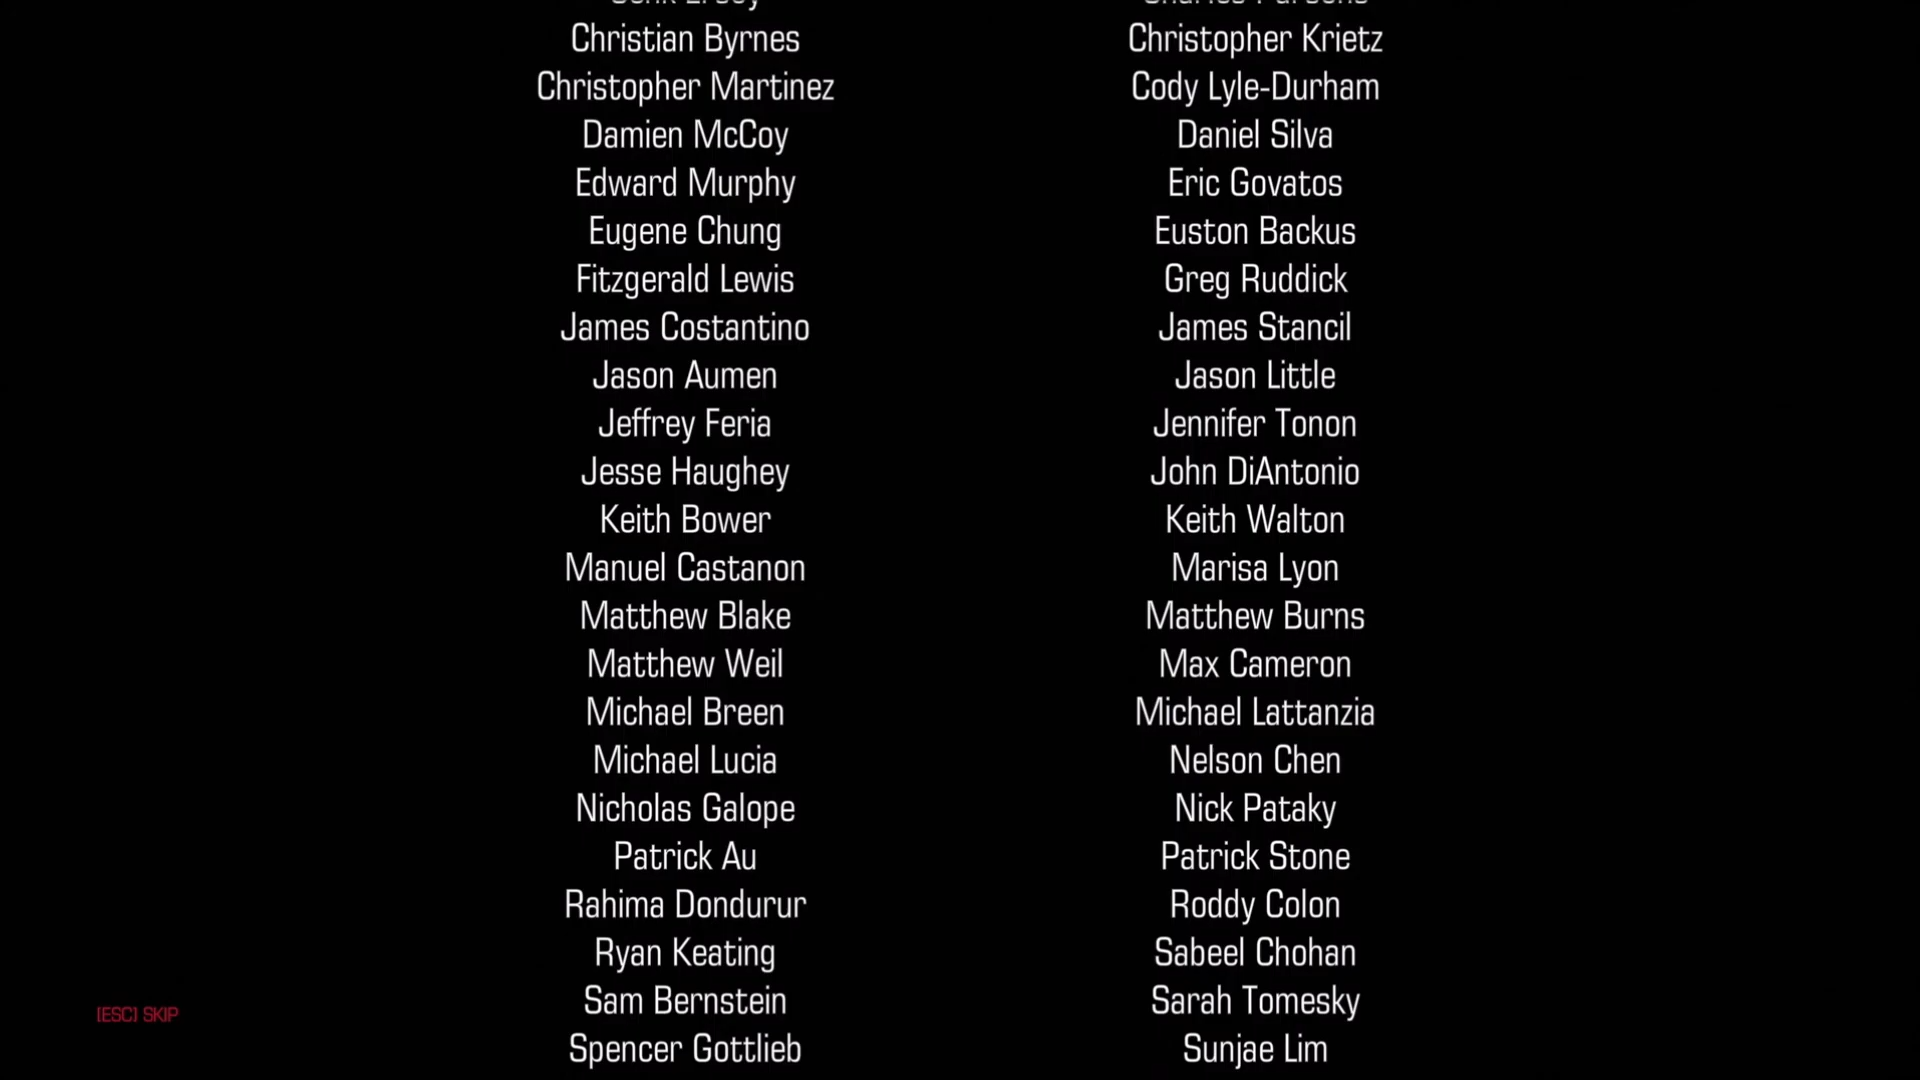 Christian Byrnes Christopher Krietz
Christopher Martinez Cody Lyle-Durham
Damien McCoy Daniel Silva
Edward Murphy Eric Govatos
Eugene Chung Euston Backus
Fitzgerald Lewis Greg Ruddick
James Costantino James Stancil
Jason Aumen Jason Little
Jeffrey Feria Jennifer Tonon
Jesse Haughey John DiAntonio
Keith Bower Keith Walton
Manuel Castanon Marisa Lyon
Matthew Blake Matthew Burns
Matthew Weil Max Cameron
Michael Breen Michael Lattanzia
Michael Lucia Nelson Chen
Nicholas Galope Nick Pataky
Patrick Au Patrick Stone
Rahima Dondurur Roddy Colon
Ryan Keating Sabeel Chohan
Sam Bernstein Sarah Tomesky
[ESC] SKIP
Spencer Gottlieb Sunjae Lim